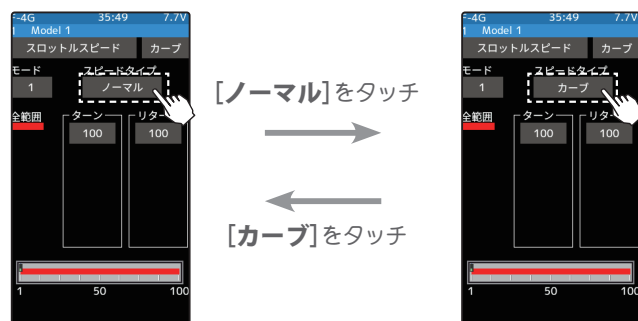 F-4G 35:49 7.7V
1 Model 1
スロットルスピード カーブ
モード スピードタイプ
1 ノーマル
全範囲 ターン リター
100 100
1 50 100
[ノーマル]をタッチ
[カーブ]をタッチ
F-4G 35:49 7.7V
1 Model 1
スロットルスピード カーブ
モード スピードタイプ
1 カーブ
全範囲 ターン リター
100 100
1 50 100